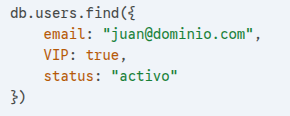 db.users.find({
    email: "juan@dominio.com",
    VIP: true,
    status: "activo"
})